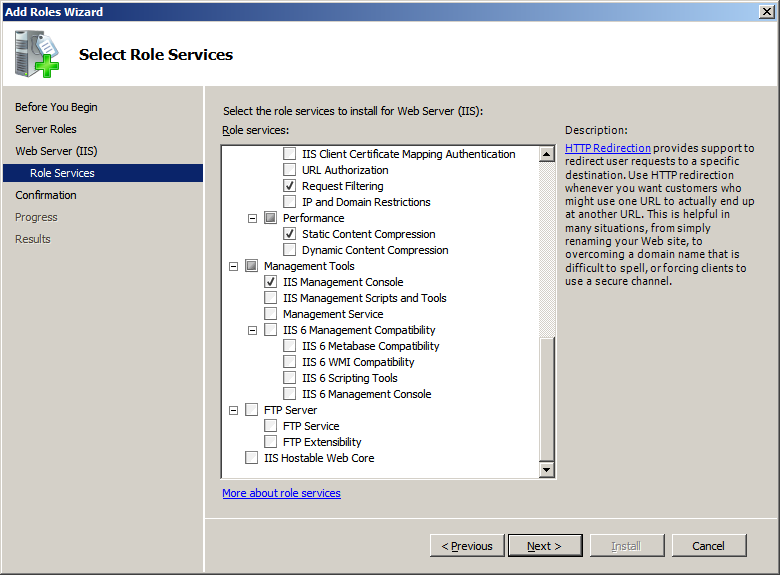 Add Roles Wizard
Select Role Services
Before You Begin
Server Roles
Web Server (IIS)
Role Services
Confirmation
Progress
Results
Select the role services to install for Web Server (IIS):
Role services:
IIS Client Certificate Mapping Authentication
URL Authorization
Request Filtering
IP and Domain Restrictions
Performance
Static Content Compression
Dynamic Content Compression
Management Tools
IIS Management Console
IIS Management Scripts and Tools
Management Service
IIS 6 Management Compatibility
IIS 6 Metabase Compatibility
IIS 6 WMI Compatibility
IIS 6 Scripting Tools
IIS 6 Management Console
FTP Server
FTP Service
FTP Extensibility
IIS Hostable Web Core
More about role services
Description:
HTTP Redirection provides support to
redirect user requests to a specific
destination. Use HTTP redirection
whenever you want customers who
might use one URL to actually end up
at another URL. This is helpful in
many situations, from simply
renaming your Web site, to
overcoming a domain name that is
difficult to spell, or forcing clients to
use a secure channel.
< Previous
Next >
Install
Cancel